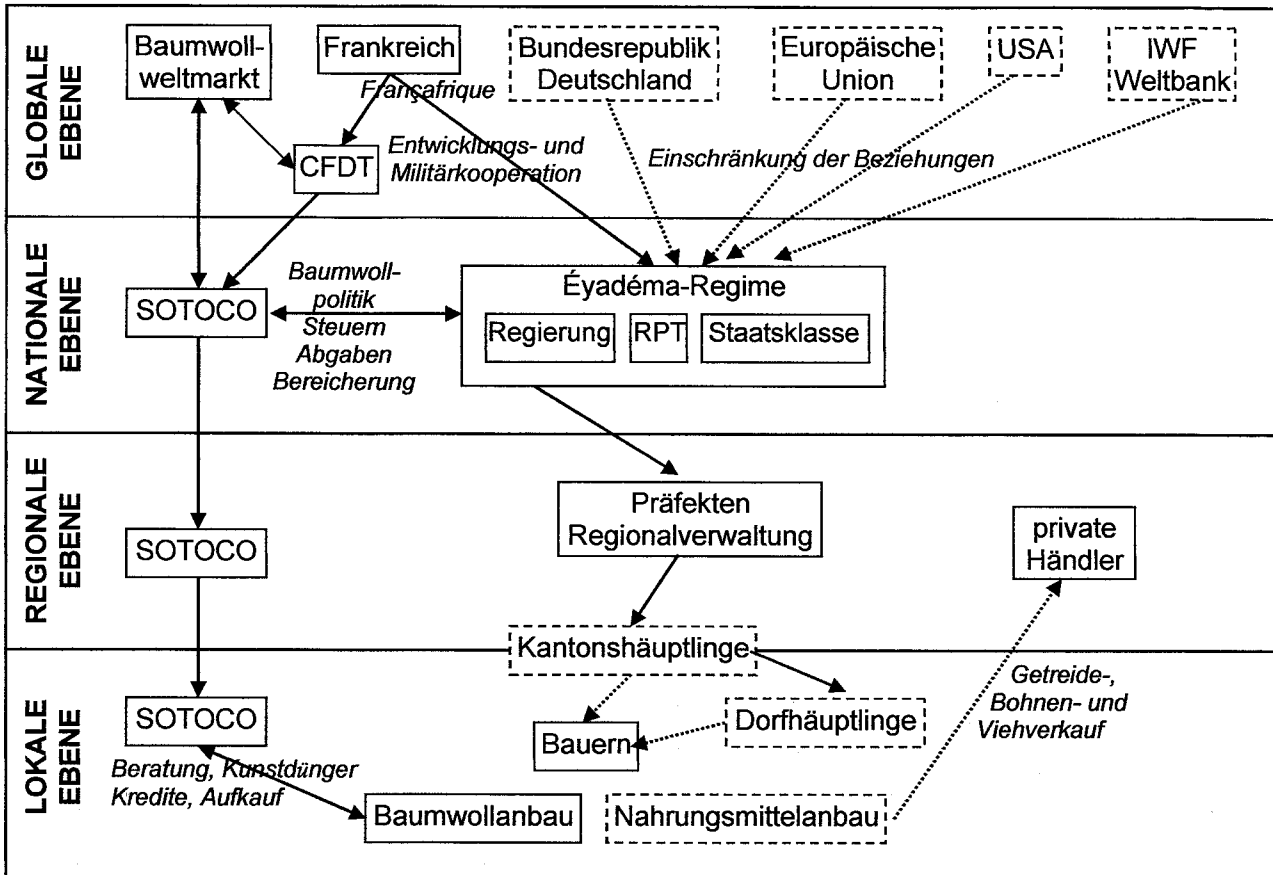 GLOBALE
EBENE
Baumwoll-
weltmarkt
Frankreich
Bundesrepublik
Deutschland
Europäische
Union
USA
IWF
Weltbank
Françafrique
CFDT
Entwicklungs- und
Militärkooperation
Einschränkung der Beziehungen
NATIONALE
EBENE
SOTOCO
Baumwoll-
politik
Steuern
Abgaben
Bereicherung
Éyadéma-Regime
Regierung
RPT
Staatsklasse
REGIONALE
EBENE
SOTOCO
Präfekten
Regionalverwaltung
private
Händler
Kantonshäuptlinge
LOKALE
EBENE
SOTOCO
Bauern
Dorfhäuptlinge
Getreide-,
Bohnen- und
Viehverkauf
Beratung, Kunstdünger
Kredite, Aufkauf
Baumwollanbau
Nahrungsmittelanbau